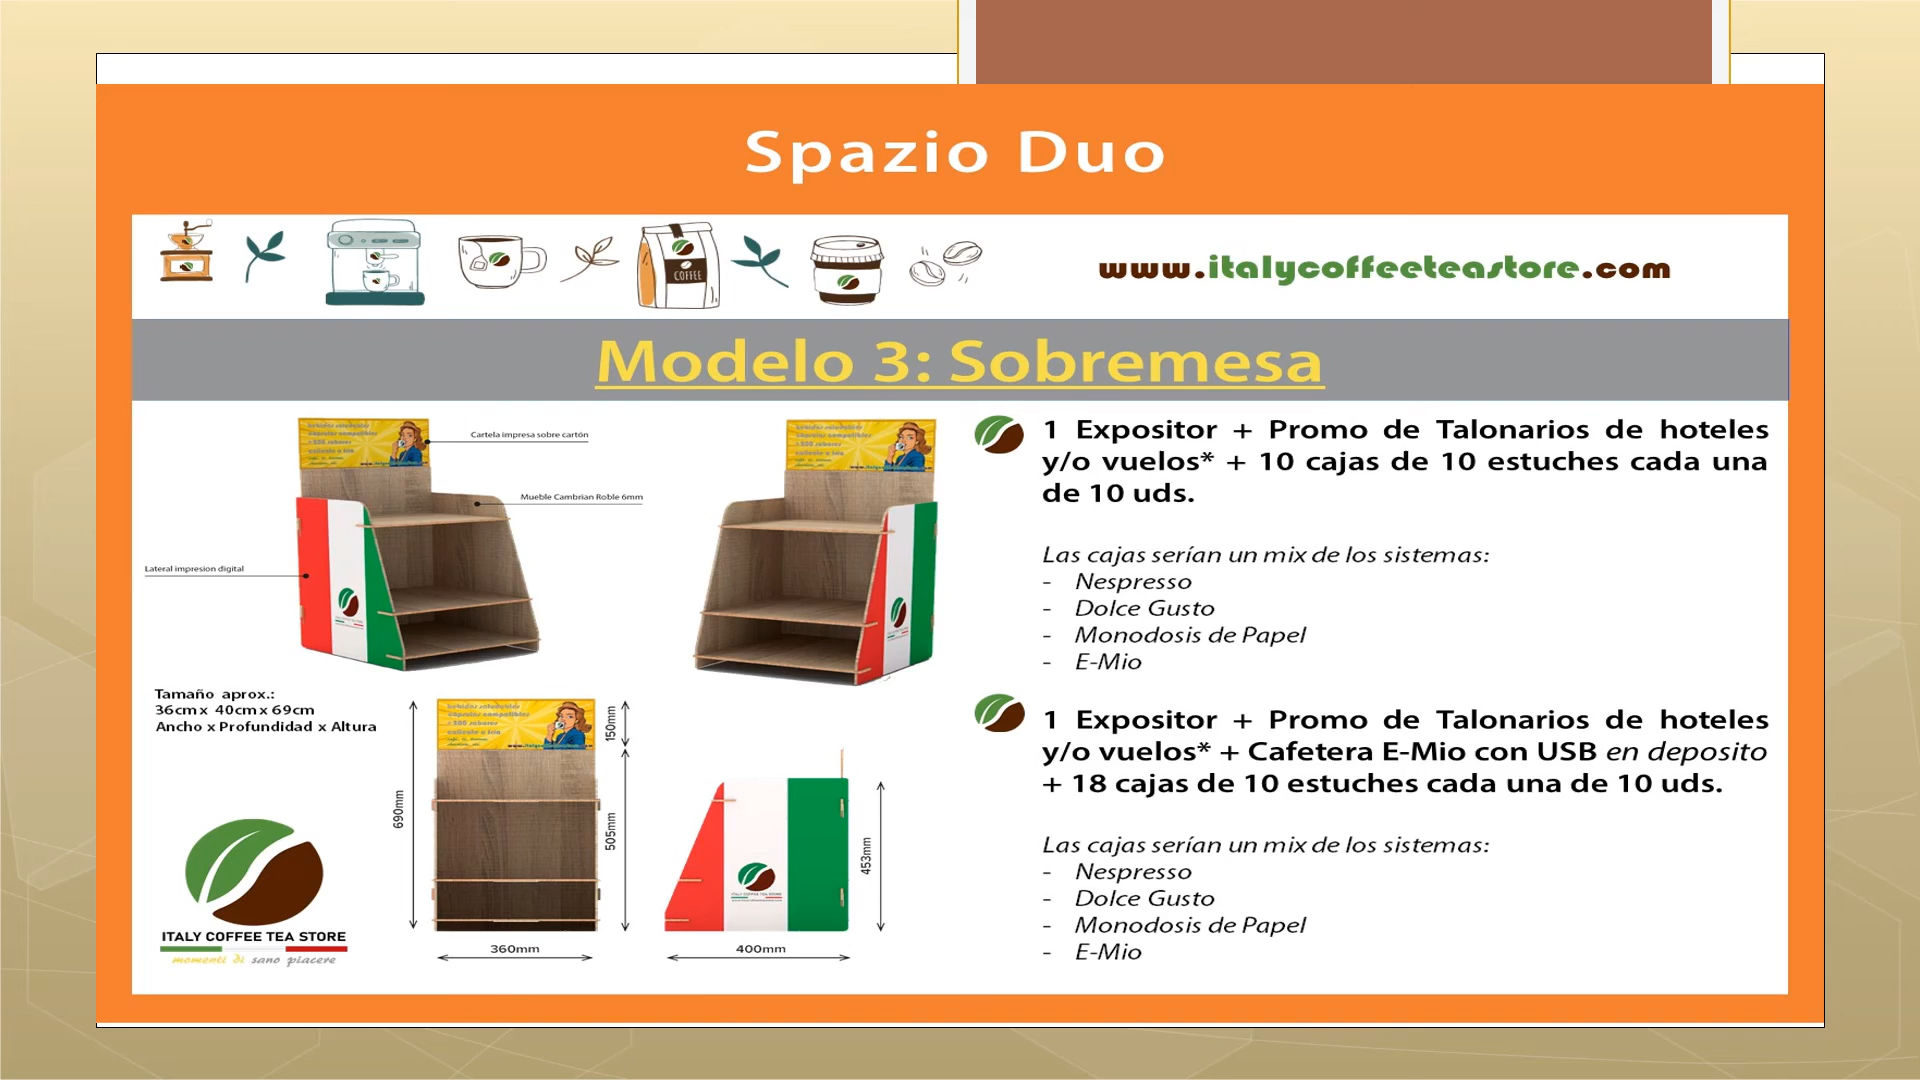 Spazio Duo
COFFEE
www.italycoffeeteastore.com
Modelo 3: Sobremesa
Cartela impresa sobre cartón
Mueble Cambrian Roble 6mm
Lateral impresion digital
1 Expositor + Promo de Talonarios de hoteles
y/o vuelos* + 10 cajas de 10 estuches cada una
de 10 uds.
Las cajas serían un mix de los sistemas:
- Nespresso
- Dolce Gusto
- Monodosis de Papel
- E-Mio
Tamaño aprox.:
36cm x 40cm x 69cm
Ancho x Profundidad x Altura
690mm
150mm
505mm
360mm
453mm
400mm
ITALY COFFEE TEA STORE
momenti di sano piacere
1 Expositor + Promo de Talonarios de hoteles
y/o vuelos* + Cafetera E-Mio con USB en deposito
+ 18 cajas de 10 estuches cada una de 10 uds.
Las cajas serían un mix de los sistemas:
- Nespresso
- Dolce Gusto
- Monodosis de Papel
- E-Mio